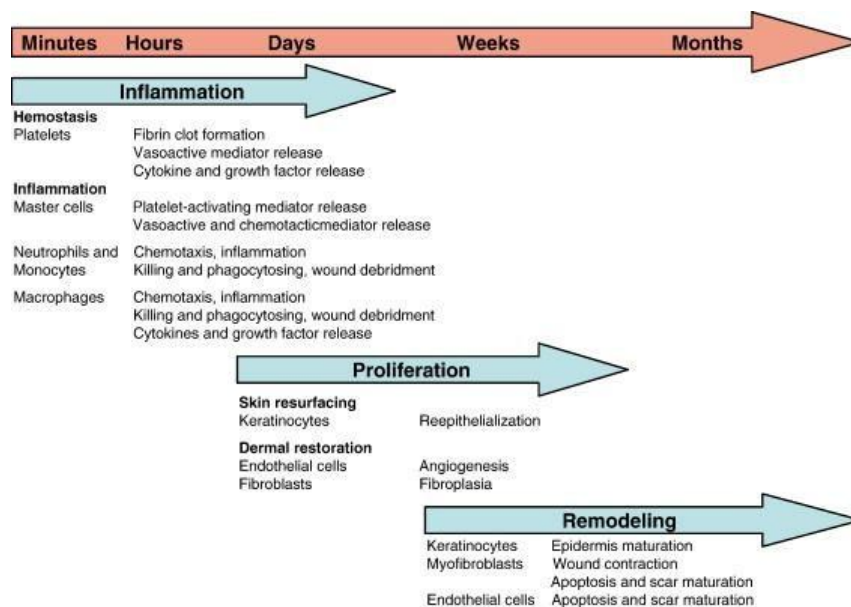 Minutes Hours Days Weeks Months
Inflammation
Hemostasis
Platelets Fibrin clot formation
Vasoactive mediator release
Cytokine and growth factor release
Inflammation
Master cells Platelet-activating mediator release
Vasoactive and chemotacticmediator release
Neutrophils and Chemotaxis, inflammation
Monocytes Killing and phagocytosing, wound debridment
Macrophages Chemotaxis, inflammation
Killing and phagocytosing, wound debridment
Cytokines and growth factor release
Proliferation
Skin resurfacing
Keratinocytes Reepithelialization
Dermal restoration
Endothelial cells Angiogenesis
Fibroblasts Fibroplasia
Remodeling
Keratinocytes Epidermis maturation
Myofibroblasts Wound contraction
Apoptosis and scar maturation
Endothelial cells Apoptosis and scar maturation